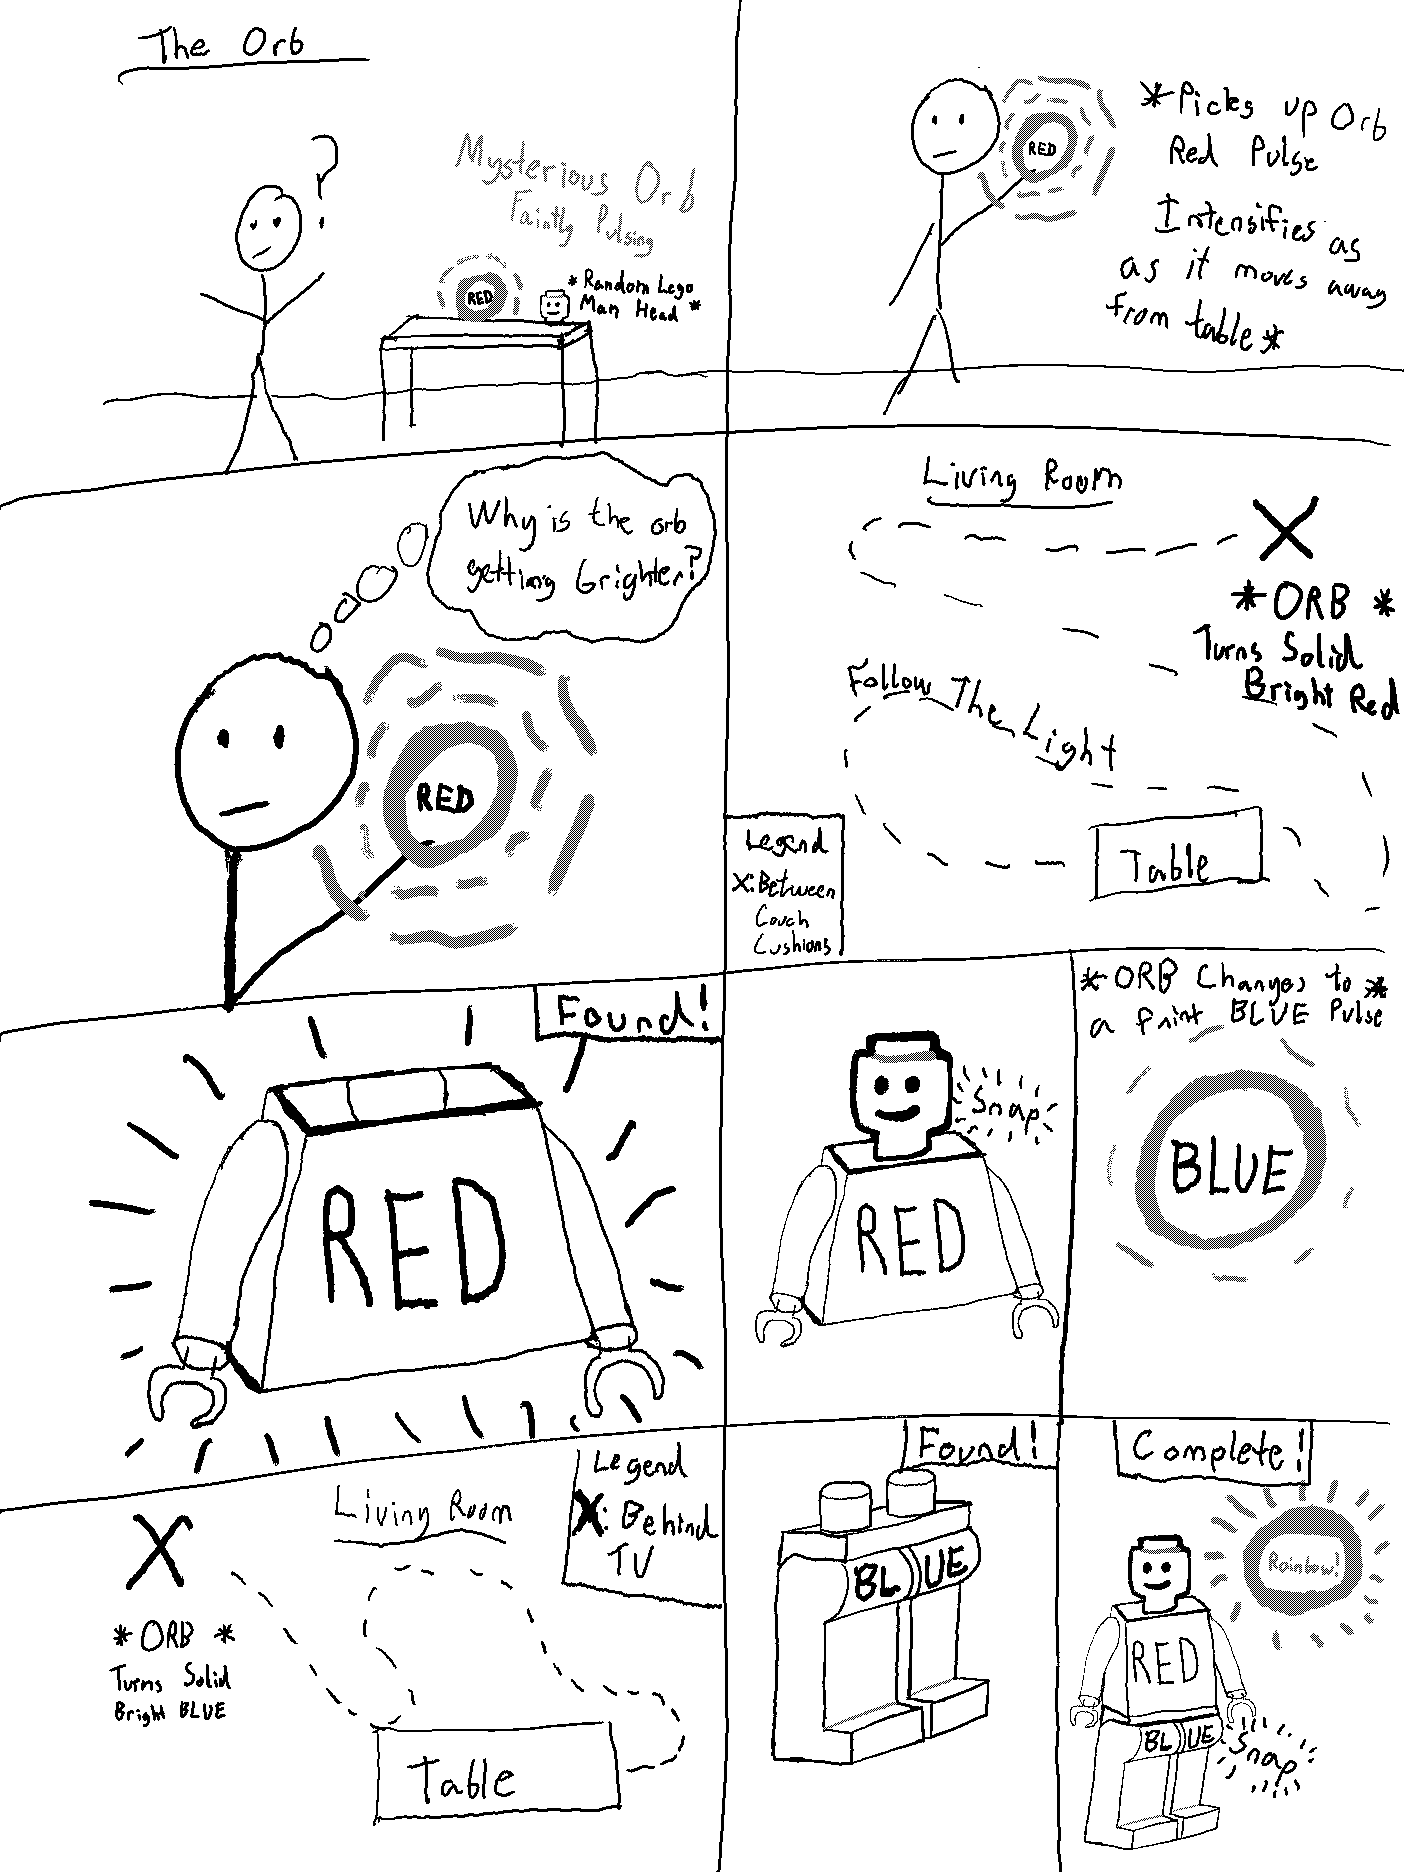 The Orb
?
Mysterious Orb
Faintly Pulsing
RED
*Random Lego
Man Head*
RED
*Picks up Orb
Red Pulse
Intensifies as
as it moves away
from table*
Why is the orb
getting brighter?
RED
Living Room
X
*ORB*
Turns Solid
Bright Red
Follow The Light
Table
Legend
X: Between
Couch
Cushions
Found!
RED
Snap
RED
*ORB Changes to*
a faint BLUE Pulse
BLUE
Legend
X: Behind
TV
Living Room
X
*ORB*
Turns Solid
Bright BLUE
Table
Found!
BLUE
Complete!
Rainbow!
RED
BLUE
Snap